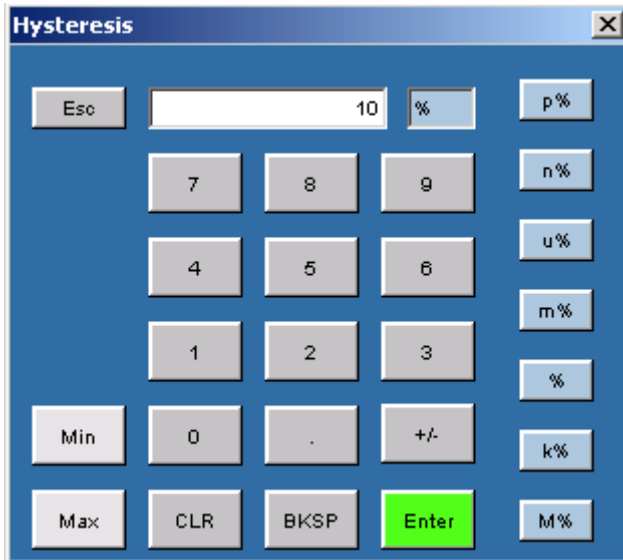 Hysteresis
Esc 10 % p%
7 8 9 n%
4 5 6 u%
m%
1 2 3
%
Min 0 . +/- k%
Max CLR BKSP Enter M%